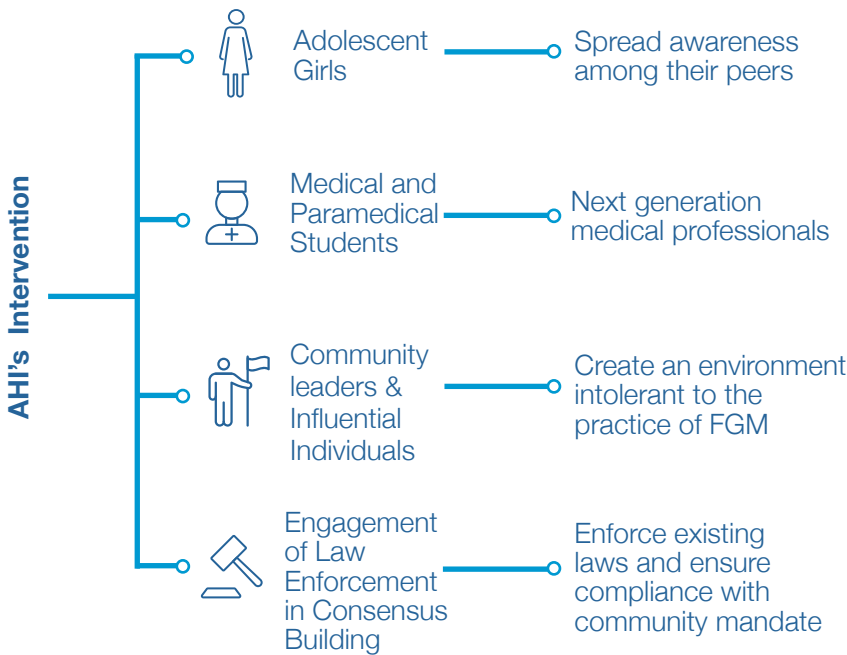 AHI's Intervention
Adolescent
Girls
Spread awareness
among their peers
Medical and
Paramedical
Students
Next generation
medical professionals
Community
leaders &
Influential
Individuals
Create an environment
intolerant to the
practice of FGM
Engagement
of Law
Enforcement
in Consensus
Building
Enforce existing
laws and ensure
compliance with
community mandate